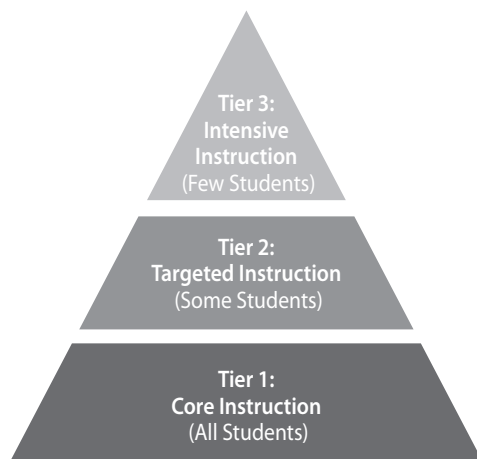 Tier 3:
Intensive
Instruction
(Few Students)
Tier 2:
Targeted Instruction
(Some Students)
Tier 1:
Core Instruction
(All Students)